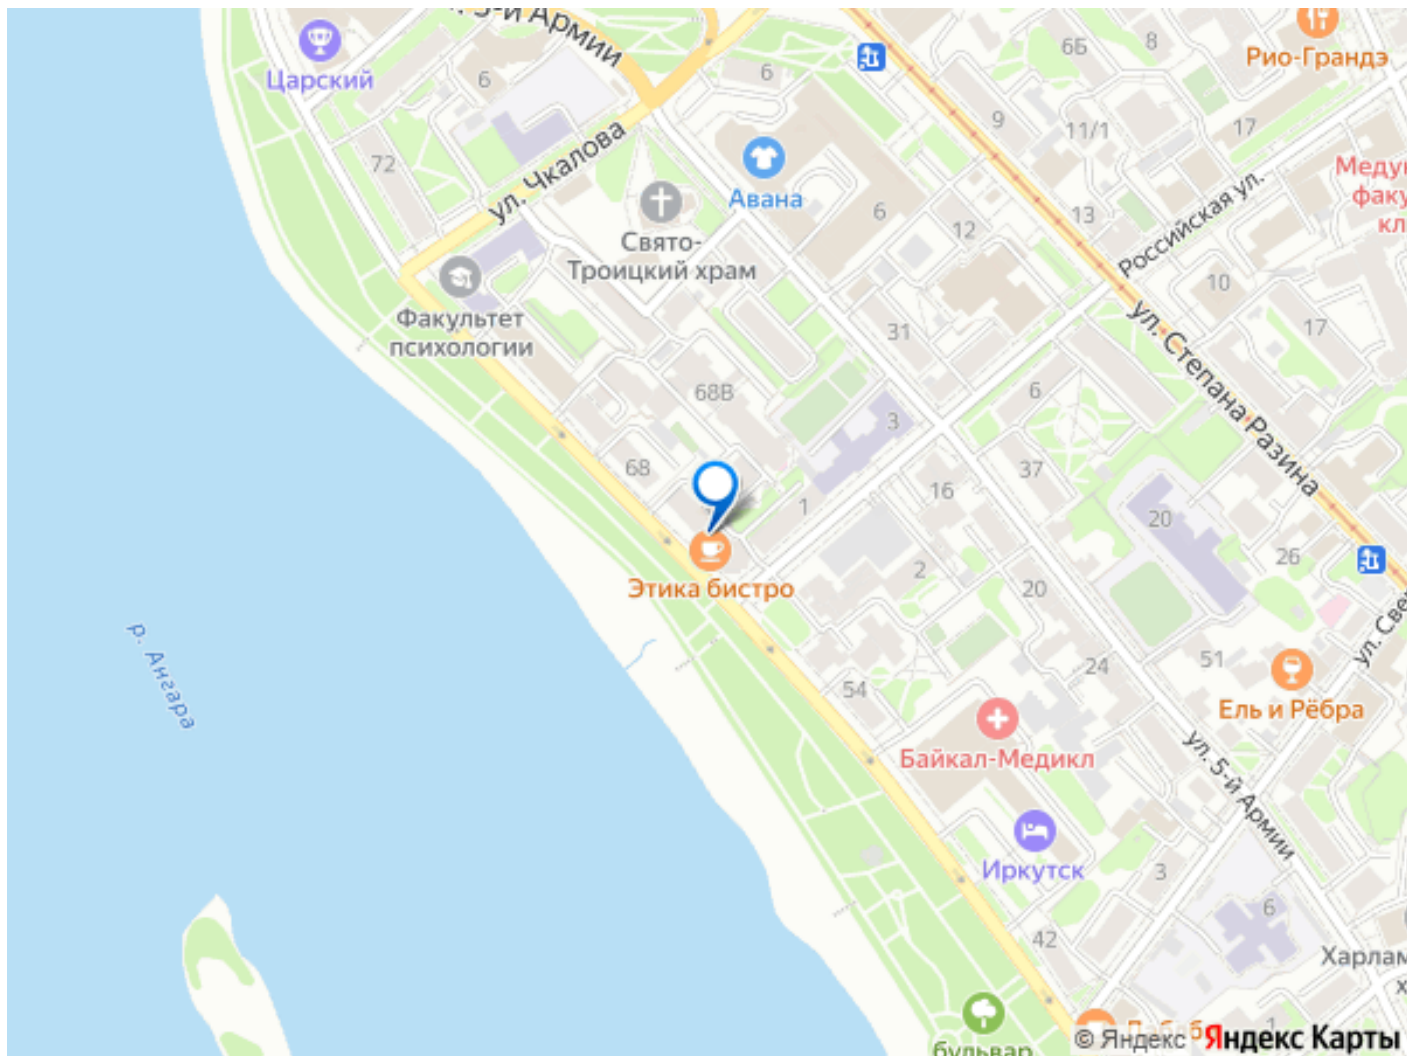 ул. 5-й Армии
6Б
8
Рио-Грандэ
Царский
6
6
9
11/1
17
72
ул. Чкалова
Авана
6
12
13
Российская ул.
Свято-
Троицкий храм
10
17
Факультет
психологии
31
ул. Степана Разина
68В
3
6
68
37
16
1
20
26
2
20
Этика бистро
р. Ангара
24
51
54
Ель и Рёбра
Байкал-Медикл
ул. 5-й Армии
Иркутск
3
6
42
1
бульвар
© Яндекс Яндекс Карты